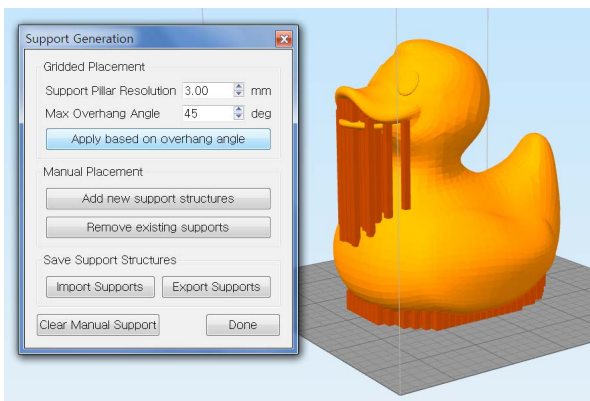 Support Generation
Gridded Placement
Support Pillar Resolution 3.00 mm
Max Overhang Angle 45 deg
Apply based on overhang angle
Manual Placement
Add new support structures
Remove existing supports
Save Support Structures
Import Supports Export Supports
Clear Manual Support Done